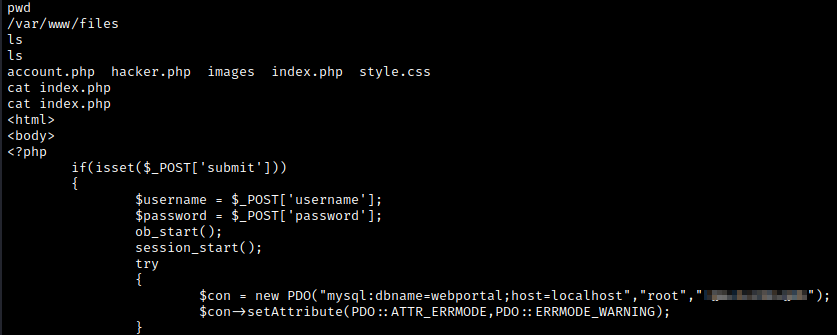 pwd
/var/www/files
ls
ls
account.php  hacker.php  images  index.php  style.css
cat index.php
cat index.php
<html>
<body>
<?php
        if(isset($_POST['submit']))
        {
                $username = $_POST['username'];
                $password = $_POST['password'];
                ob_start();
                session_start();
                try
                {
                        $con = new PDO("mysql:dbname=webportal;host=localhost","root","");
                        $con→setAttribute(PDO::ATTR_ERRMODE,PDO::ERRMODE_WARNING);
                }